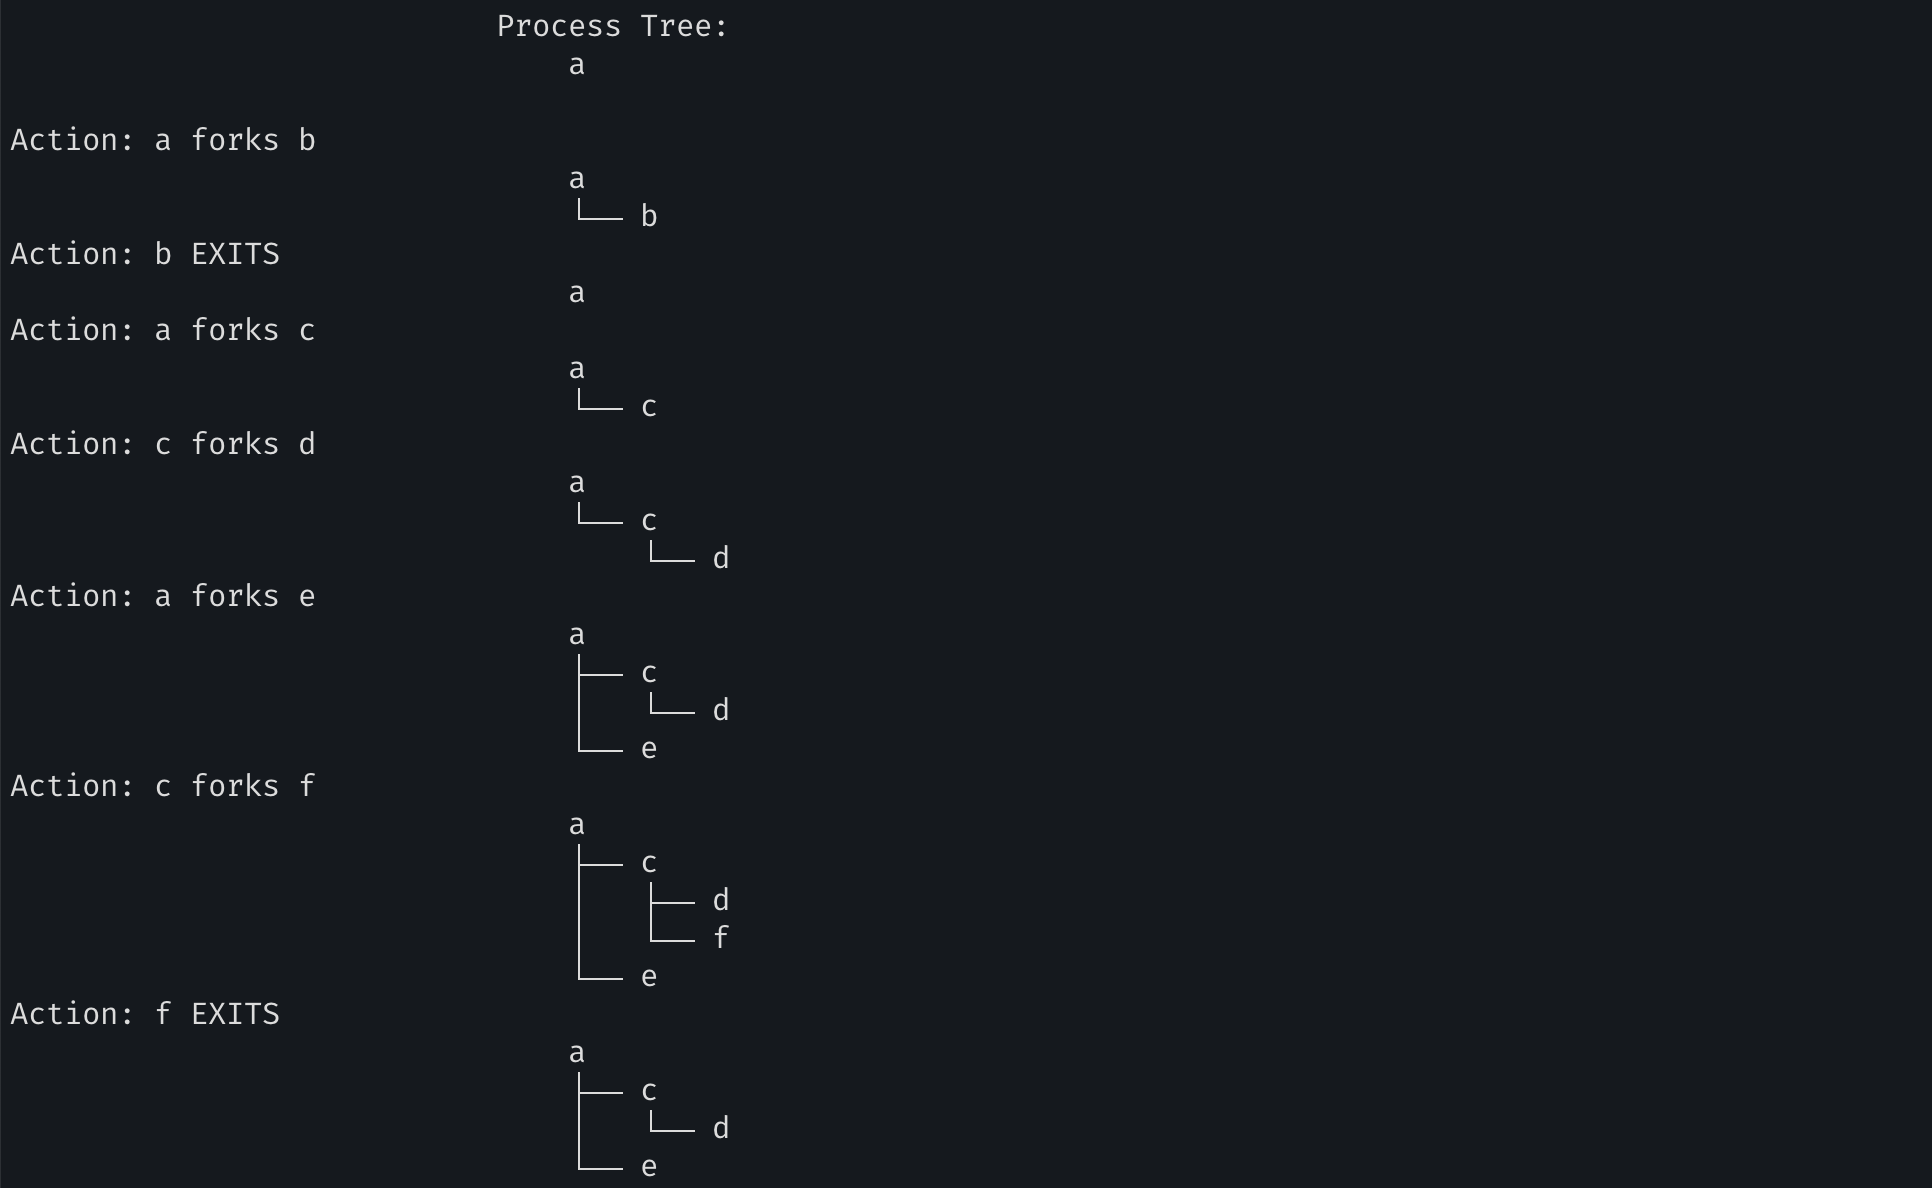 Process Tree:
a
Action: a forks b
a
└── b
Action: b EXITS
a
Action: a forks c
a
└── c
Action: c forks d
a
└── c
    └── d
Action: a forks e
a
├── c
│   └── d
└── e
Action: c forks f
a
├── c
│   ├── d
│   └── f
└── e
Action: f EXITS
a
├── c
│   └── d
└── e